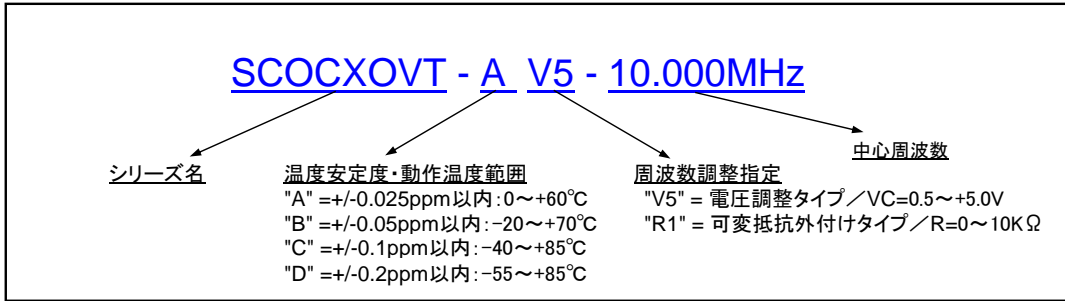 SCOCXOVT - A V5 - 10.000MHz
中心周波数
シリーズ名
温度安定度・動作温度範囲
周波数調整指定
"A" =+/-0.025ppm以内:0～+60℃
"V5" = 電圧調整タイプ／VC=0.5～+5.0V
"B" =+/-0.05ppm以内:-20～+70℃
"R1" = 可変抵抗外付けタイプ／R=0～10KΩ
"C" =+/-0.1ppm以内:-40～+85℃
"D" =+/-0.2ppm以内:-55～+85℃